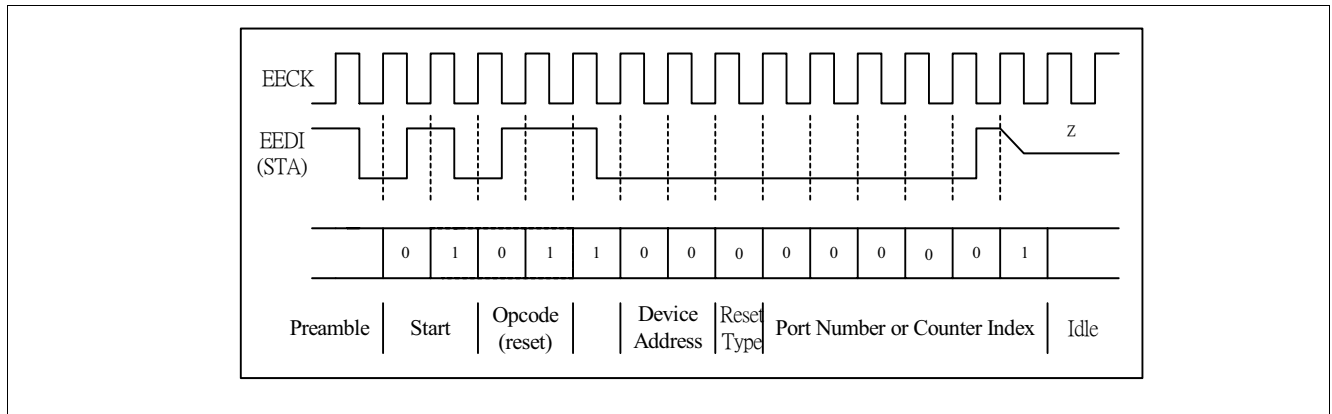 EECK
EEDI
(STA)
Z
0 1 0 1 1 0 0 0 0 0 0 0 0 1
Preamble Start Opcode (reset) Device Address Reset Type Port Number or Counter Index Idle